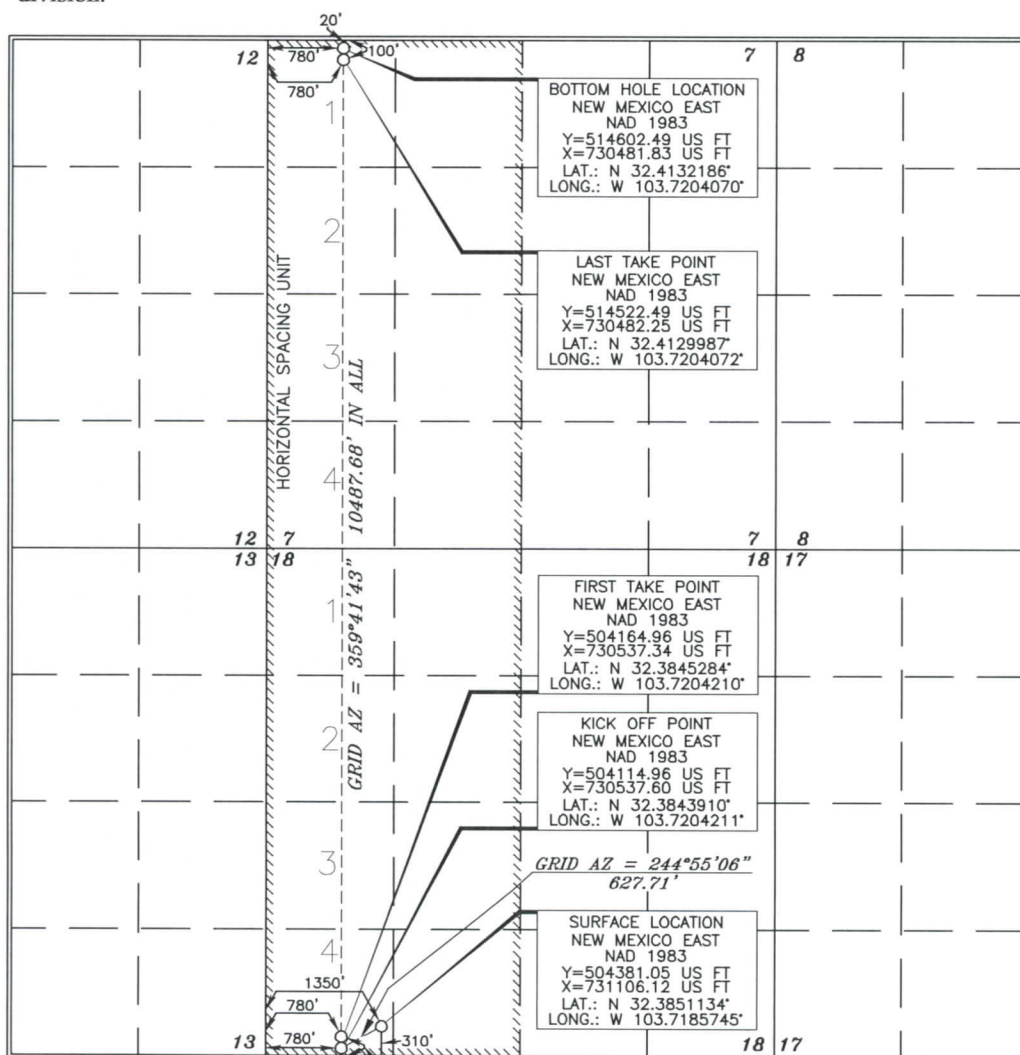 division.
20'
780'
100'
780'
12
7 8
1
2
3
4
HORIZONTAL SPACING UNIT
GRID AZ = 359°41'43" 10487.68' IN ALL
BOTTOM HOLE LOCATION
NEW MEXICO EAST
NAD 1983
Y=514602.49 US FT
X=730481.83 US FT
LAT.: N 32.4132186°
LONG.: W 103.7204070°
LAST TAKE POINT
NEW MEXICO EAST
NAD 1983
Y=514522.49 US FT
X=730482.25 US FT
LAT.: N 32.4129987°
LONG.: W 103.7204072°
12 7
13 18
7 8
18 17
1
2
3
4
FIRST TAKE POINT
NEW MEXICO EAST
NAD 1983
Y=504164.96 US FT
X=730537.34 US FT
LAT.: N 32.3845284°
LONG.: W 103.7204210°
KICK OFF POINT
NEW MEXICO EAST
NAD 1983
Y=504114.96 US FT
X=730537.60 US FT
LAT.: N 32.3843910°
LONG.: W 103.7204211°
GRID AZ = 244°55'06"
627.71'
SURFACE LOCATION
NEW MEXICO EAST
NAD 1983
Y=504381.05 US FT
X=731106.12 US FT
LAT.: N 32.3851134°
LONG.: W 103.7185745°
1350'
780'
780'
310'
13
18 17